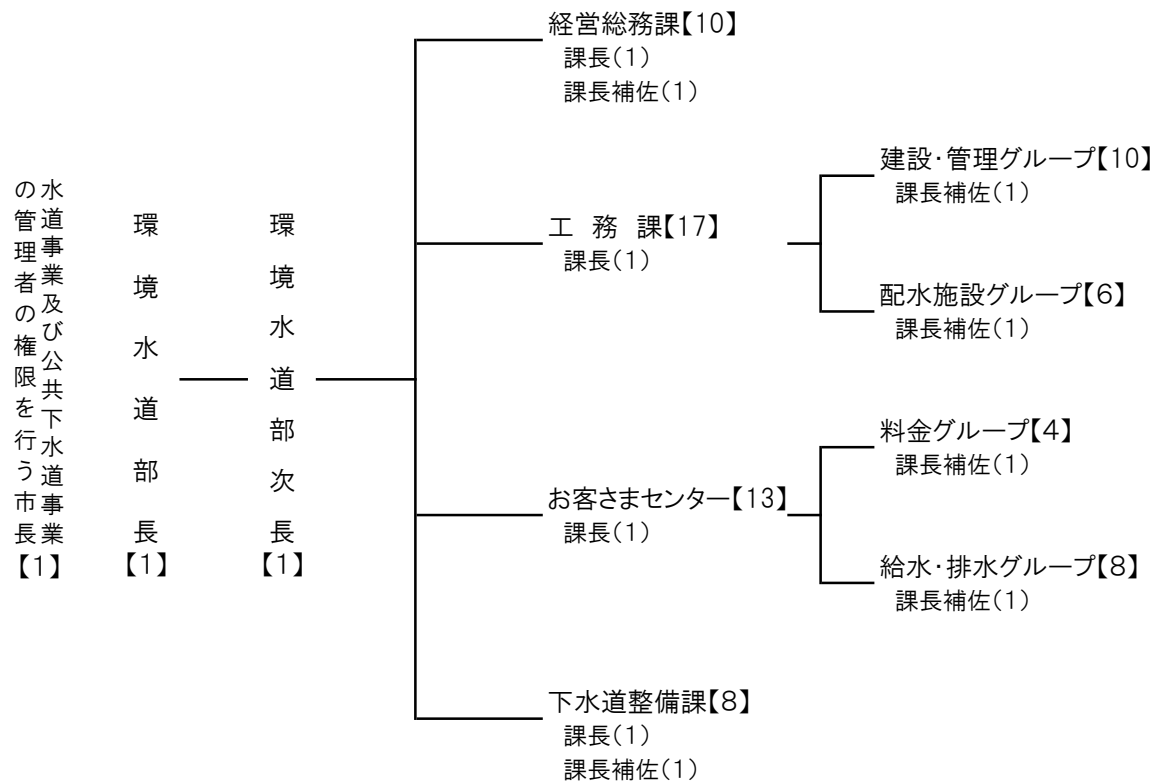 水道事業及び公共下水道事業
の管理者の権限を行う市長
【1】
環境水道部長
【1】
環境水道部次長
【1】
経営総務課【10】
課長(1)
課長補佐(1)
工　務　課【17】
課長(1)
建設・管理グループ【10】
課長補佐(1)
配水施設グループ【6】
課長補佐(1)
お客さまセンター【13】
課長(1)
料金グループ【4】
課長補佐(1)
給水・排水グループ【8】
課長補佐(1)
下水道整備課【8】
課長(1)
課長補佐(1)